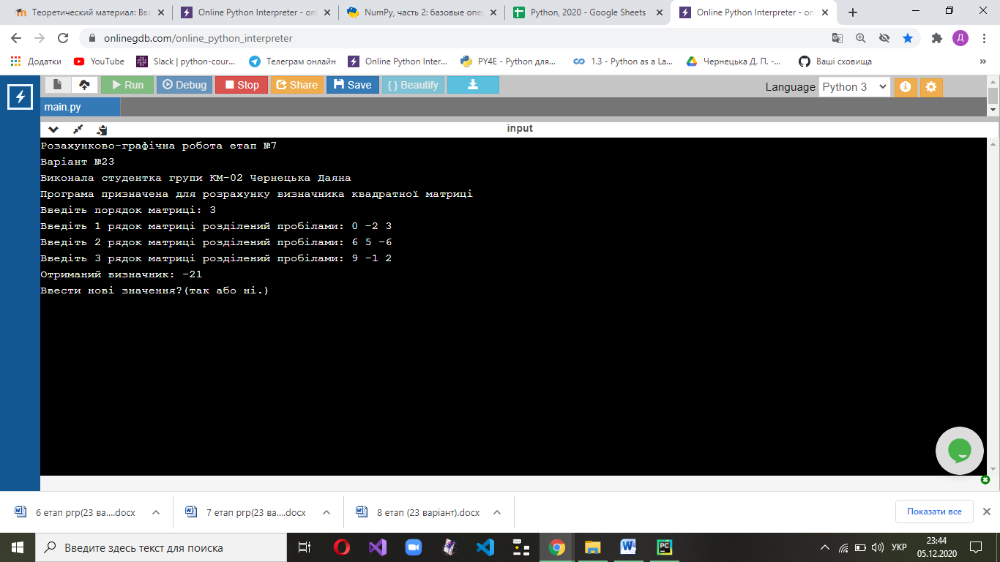 Теоретический материал: Вво
Online Python Interpreter - onl
NumPy, часть 2: базовые опер
Python, 2020 - Google Sheets
Online Python Interpreter - onl
onlinegdb.com/online_python_interpreter
Д
Додатки
YouTube
Slack | python-cour...
Телеграм онлайн
Online Python Inter...
PY4E - Python для...
1.3 - Python as a La...
Чернецька Д. П. -...
Ваші сховища
»
Run
Debug
Stop
Share
Save
{ } Beautify
Language
Python 3
main.py
input
Розахунково-графічна робота етап №7
Варіант №23
Виконала студентка групи КМ-02 Чернецька Даяна
Програма призначена для розрахунку визначника квадратної матриці
Введіть порядок матриці: 3
Введіть 1 рядок матриці розділений пробілами: 0 -2 3
Введіть 2 рядок матриці розділений пробілами: 6 5 -6
Введіть 3 рядок матриці розділений пробілами: 9 -1 2
Отриманий визначник: -21
Ввести нові значення?(так або ні.)
6 етап ргр(23 ва....docx
7 етап ргр(23 ва....docx
8 етап (23 варіант).docx
Показати все
Введите здесь текст для поиска
УКР
23:44
05.12.2020